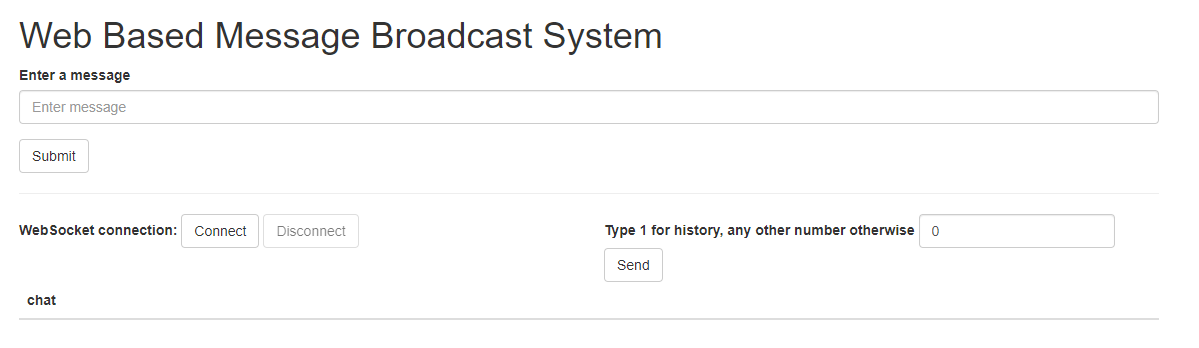 Web Based Message Broadcast System
Enter a message
Enter message
Submit
WebSocket connection: Connect Disconnect
Type 1 for history, any other number otherwise 0
Send
chat